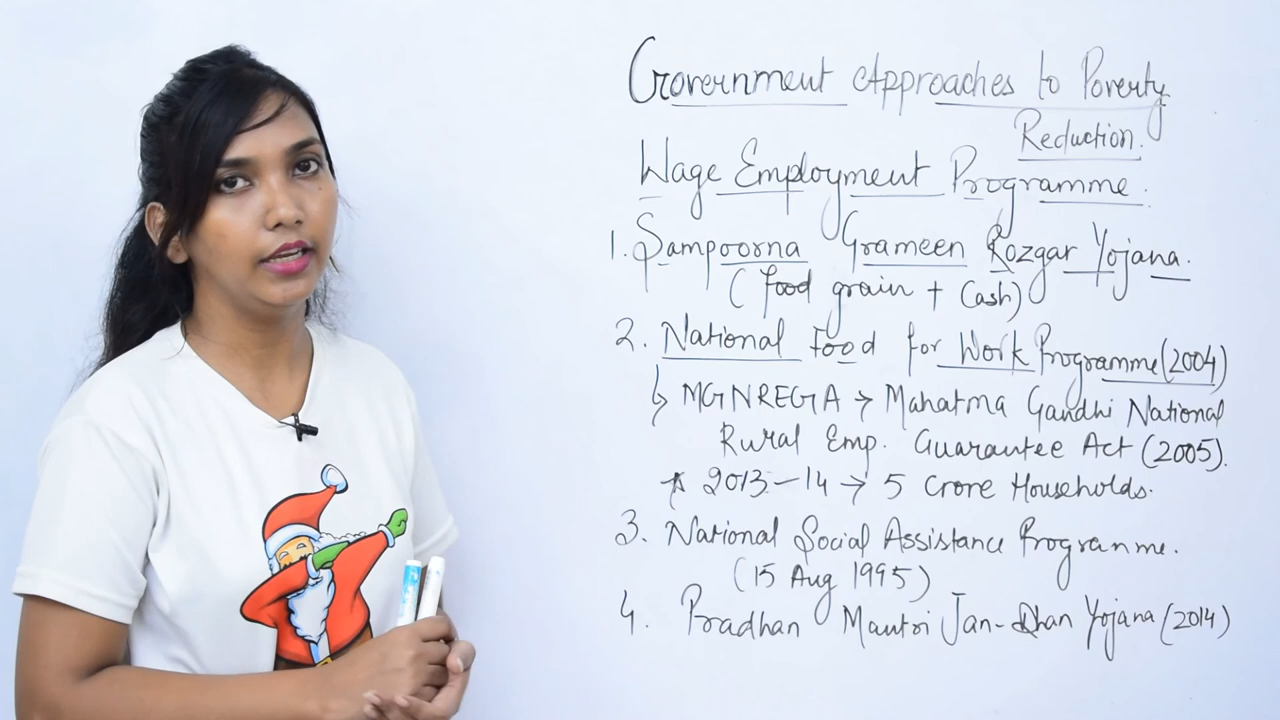 Government Approaches to Poverty
Reduction.
Wage Employment Programme.
1. Sampoorna Grameen Rozgar Yojana.
(food grain + Cash)
2. National Food for Work Programme (2004)
↳ MGNREGA → Mahatma Gandhi National
Rural Emp. Guarantee Act (2005).
* 2013-14 → 5 Crore Households.
3. National Social Assistance Programme.
(15 Aug 1995)
4. Pradhan Mantri Jan-Dhan Yojana (2014)